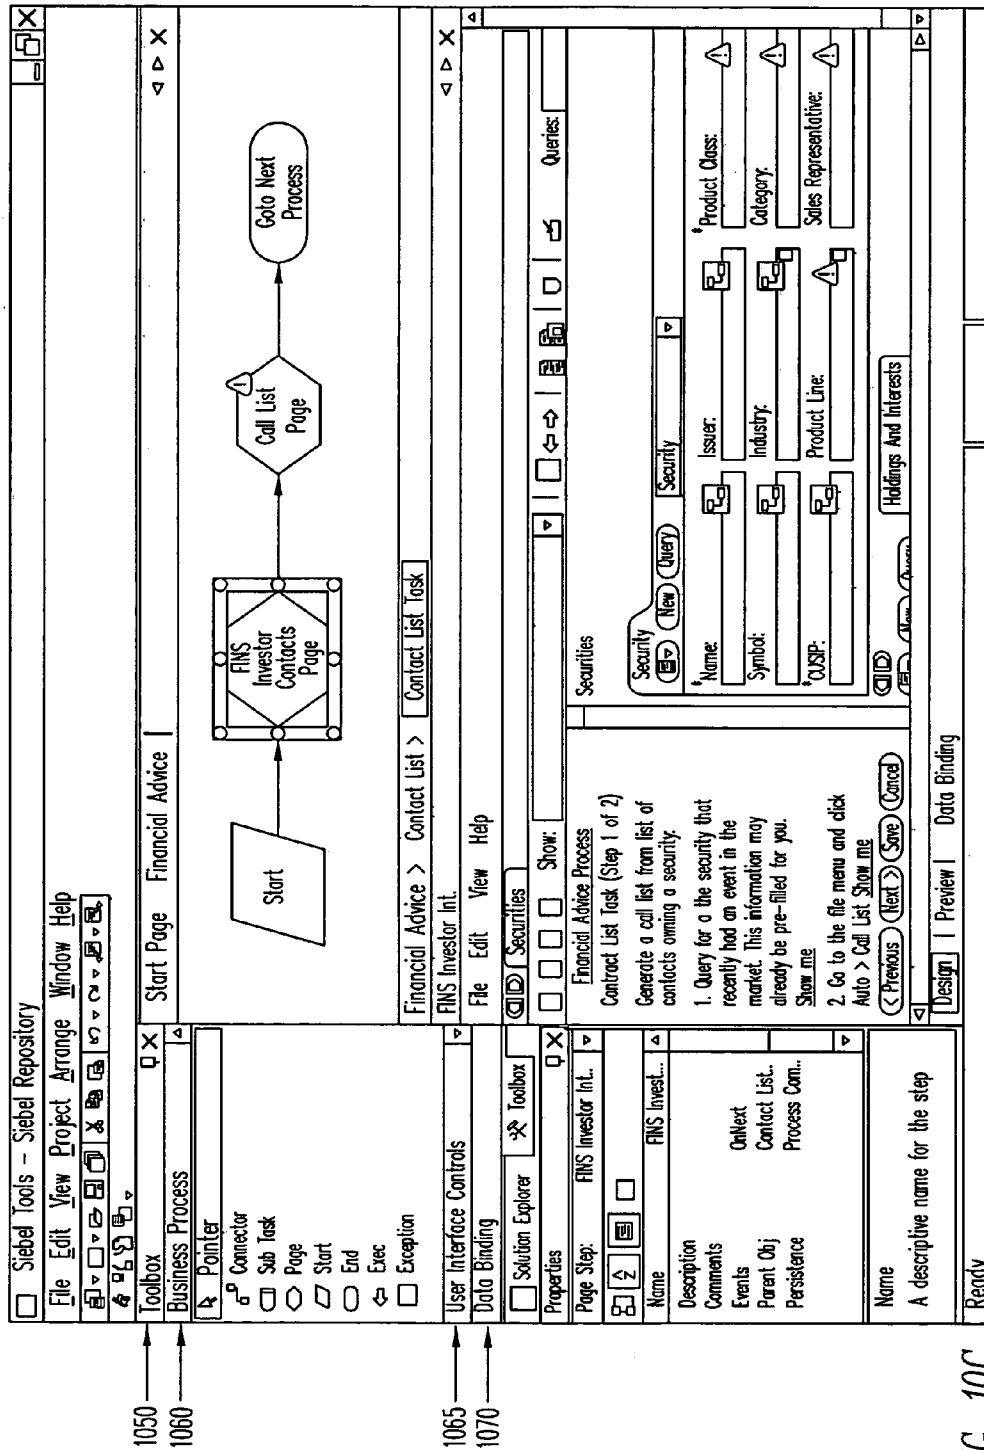 Siebel Tools – Siebel Repository
File Edit View Project Arrange Window Help
1050
Toolbox
1060
Business Process
Pointer
Connector
Sub Task
Page
Start
End
Exec
Exception
1065
User Interface Controls
1070
Data Binding
Solution Explorer
Toolbox
Properties
Page Step: FINS Investor Int..
A
Z
Name FINS Invest...
Description
Comments
Events OnNext
Parent Obj Contact List..
Persistence Process Com..
Name
A descriptive name for the step
Ready
Start Page Financial Advice
Start
FINS
Investor
Contacts
Page
Call List
Page
Goto Next
Process
Financial Advice > Contact List > Contact List Task
FINS Investor Int.
File Edit View Help
Securities
Show:
Queries:
Financial Advice Process
Contract List Task (Step 1 of 2)
Generate a call list from list of
contacts owning a security.
1. Query for a the security that
recently had an event in the
market. This information may
already be pre-filled for you.
Show me
2. Go to the file menu and click
Auto > Call List Show me
< Previous Next > Save Cancel
Securities
Security
New Query Security
*Name: Issuer: *Product Class:
Symbol: Industry: Category:
*CUSIP: Product Line: Sales Representative:
Holdings And Interests
New Query
Design Preview Data Binding
G. 10C